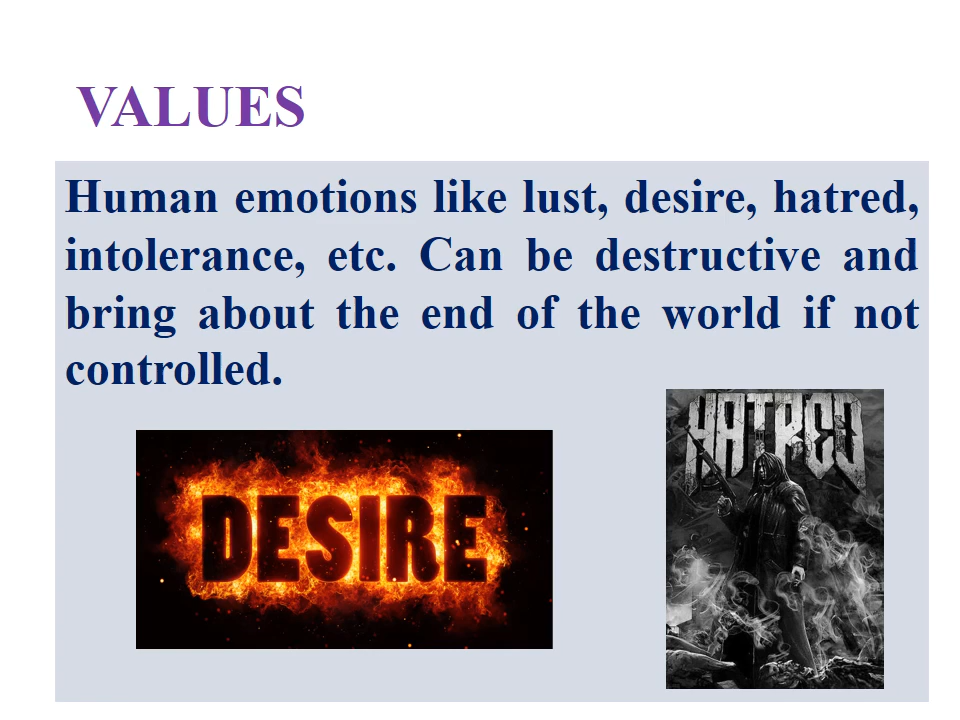 VALUES
Human emotions like lust, desire, hatred,
intolerance, etc. Can be destructive and
bring about the end of the world if not
controlled.
DESIRE
HATRED